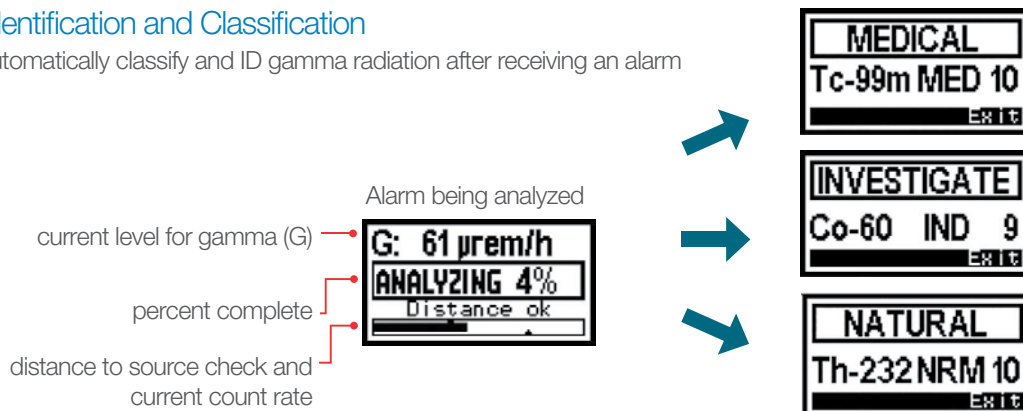 dentification and Classification
utomatically classify and ID gamma radiation after receiving an alarm
Alarm being analyzed
current level for gamma (G)
percent complete
distance to source check and
current count rate
G: 61 µrem/h
ANALYZING 4%
Distance ok
MEDICAL
Tc-99m MED 10
Exit
INVESTIGATE
Co-60 IND 9
Exit
NATURAL
Th-232 NRM 10
Exit